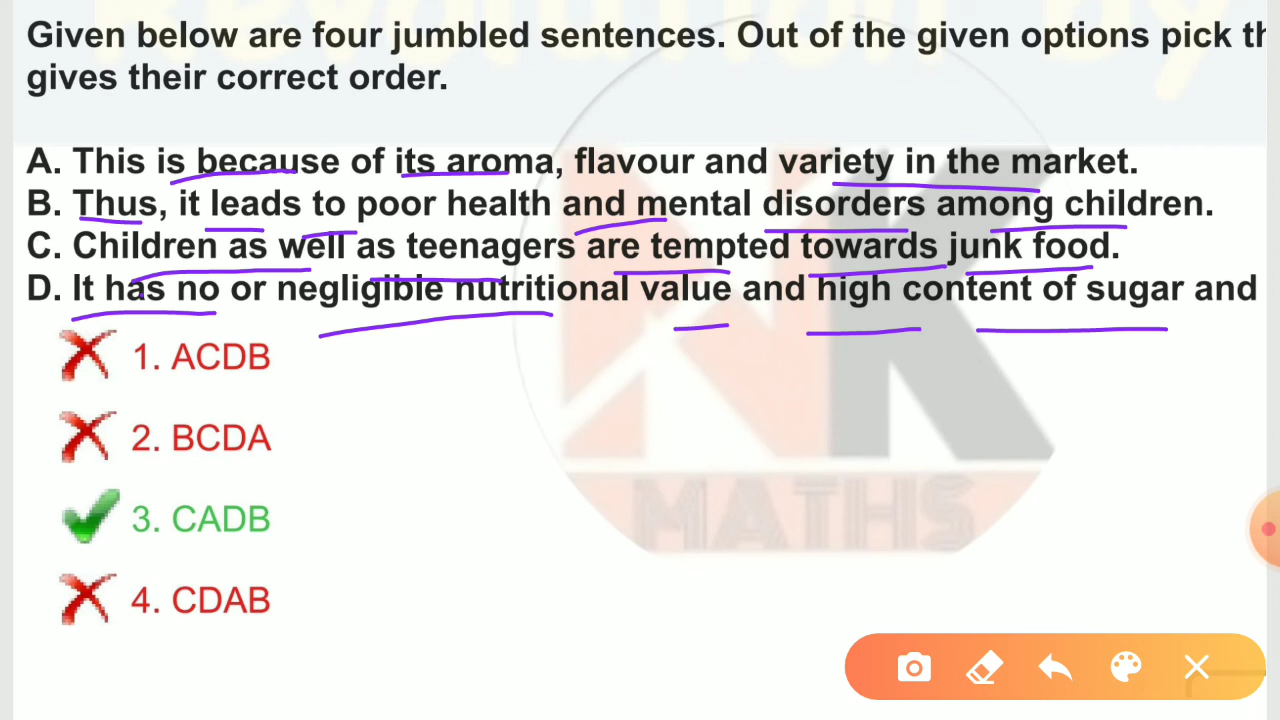 Given below are four jumbled sentences. Out of the given options pick th
gives their correct order.
A. This is because of its aroma, flavour and variety in the market.
B. Thus, it leads to poor health and mental disorders among children.
C. Children as well as teenagers are tempted towards junk food.
D. It has no or negligible nutritional value and high content of sugar and
1. ACDB
2. BCDA
3. CADB
4. CDAB
MATHS